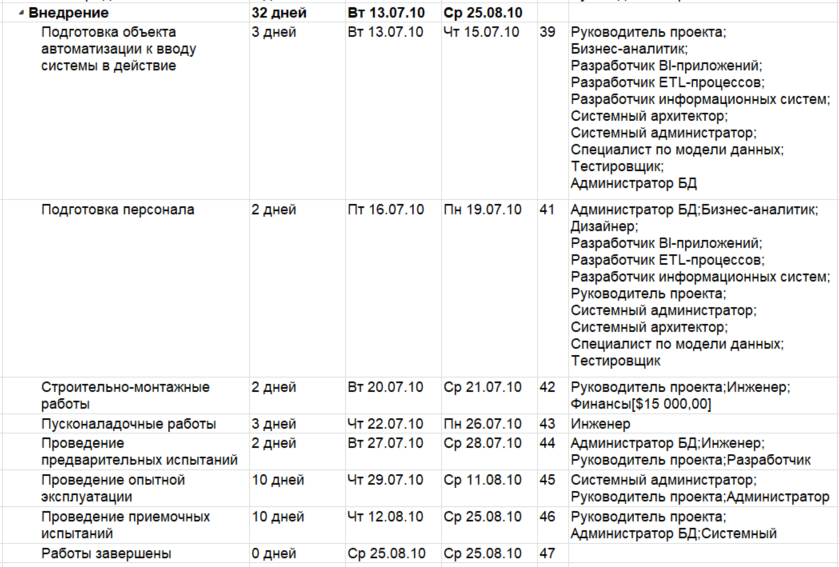 Внедрение 32 дней Вт 13.07.10 Ср 25.08.10
Подготовка объекта 3 дней Вт 13.07.10 Чт 15.07.10 39 Руководитель проекта;
автоматизации к вводу Бизнес-аналитик;
системы в действие Разработчик BI-приложений;
Разработчик ETL-процессов;
Разработчик информационных систем;
Системный архитектор;
Системный администратор;
Специалист по модели данных;
Тестировщик;
Администратор БД
Подготовка персонала 2 дней Пт 16.07.10 Пн 19.07.10 41 Администратор БД;Бизнес-аналитик;
Дизайнер;
Разработчик BI-приложений;
Разработчик ETL-процессов;
Разработчик информационных систем;
Руководитель проекта;
Системный администратор;
Системный архитектор;
Специалист по модели данных;
Тестировщик
Строительно-монтажные 2 дней Вт 20.07.10 Ср 21.07.10 42 Руководитель проекта;Инженер;
работы Финансы[$15 000,00]
Пусконаладочные работы 3 дней Чт 22.07.10 Пн 26.07.10 43 Инженер
Проведение 2 дней Вт 27.07.10 Ср 28.07.10 44 Администратор БД;Инженер;
предварительных испытаний Руководитель проекта;Разработчик
Проведение опытной 10 дней Чт 29.07.10 Ср 11.08.10 45 Системный администратор;
эксплуатации Руководитель проекта;Администратор
Проведение приемочных 10 дней Чт 12.08.10 Ср 25.08.10 46 Руководитель проекта;
испытаний Администратор БД;Системный
Работы завершены 0 дней Ср 25.08.10 Ср 25.08.10 47